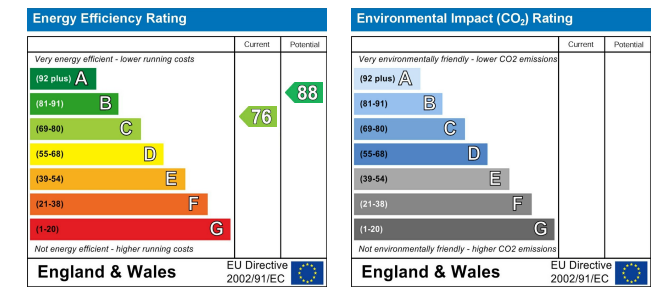 Energy Efficiency Rating
Current Potential
Very energy efficient - lower running costs
(92 plus) A
(81-91) B
(69-80) C
(55-68) D
(39-54) E
(21-38) F
(1-20) G
76
88
Not energy efficient - higher running costs
England & Wales
EU Directive
2002/91/EC
Environmental Impact (CO₂) Rating
Current Potential
Very environmentally friendly - lower CO2 emissions
(92 plus) A
(81-91) B
(69-80) C
(55-68) D
(39-54) E
(21-38) F
(1-20) G
Not environmentally friendly - higher CO2 emissions
England & Wales
EU Directive
2002/91/EC